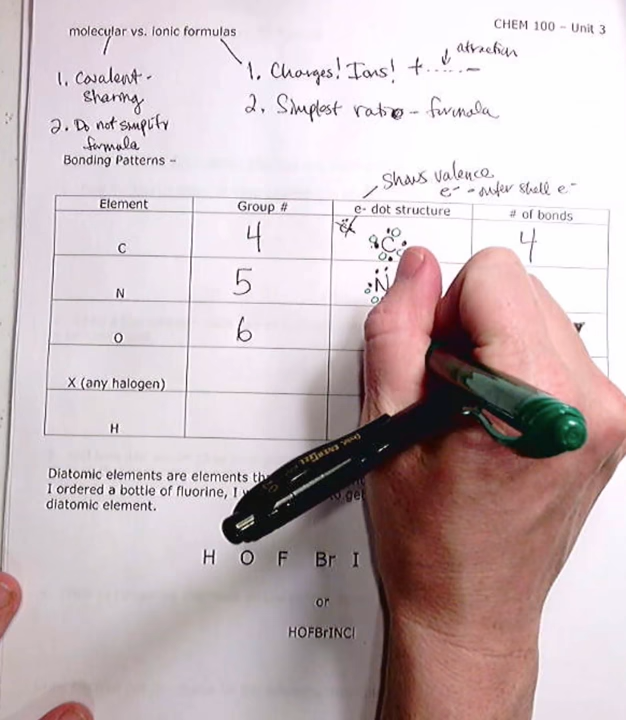 CHEM 100 - Unit 3
molecular vs. ionic formulas
attraction
1. Charges! Ions! + ...... -
1. Covalent -
sharing
2. Simplest ratio - formula
2. Do not simplify
formula
Bonding Patterns -
shows valence
e- - outer shell e-
Element Group # e- dot structure # of bonds
C 4 C 4
N 5 N
O 6
X (any halogen)
H
Diatomic elements are elements
I ordered a bottle of fluorine, I to get
diatomic element.
H O F Br I
or
HOFBrINCl